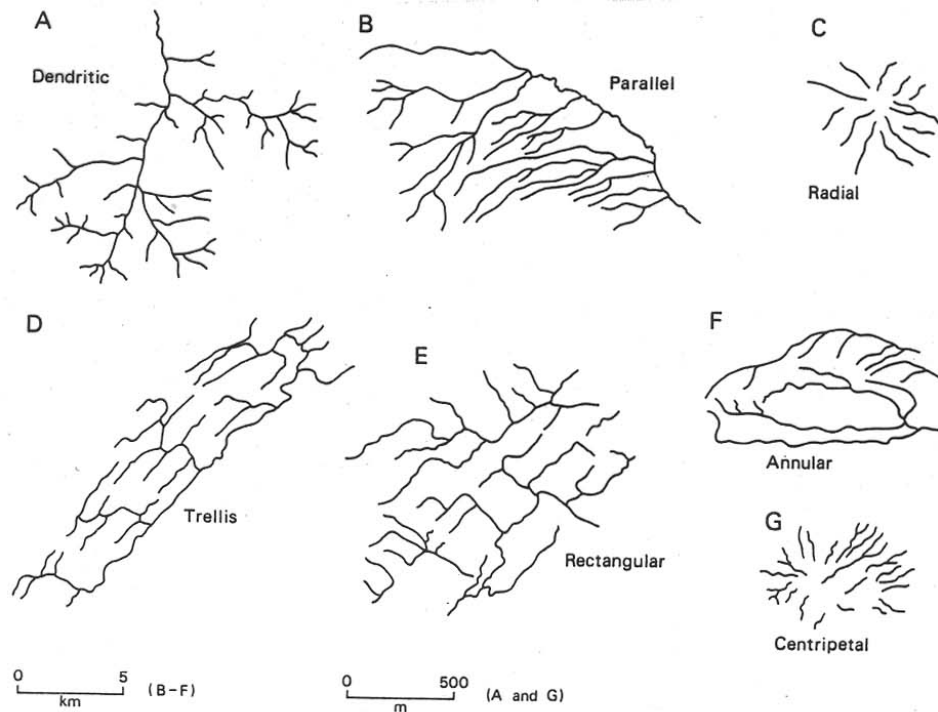 A
Dendritic
B
Parallel
C
Radial
D
Trellis
E
Rectangular
F
Annular
G
Centripetal
0 5
km
(B-F)
0 500
m
(A and G)